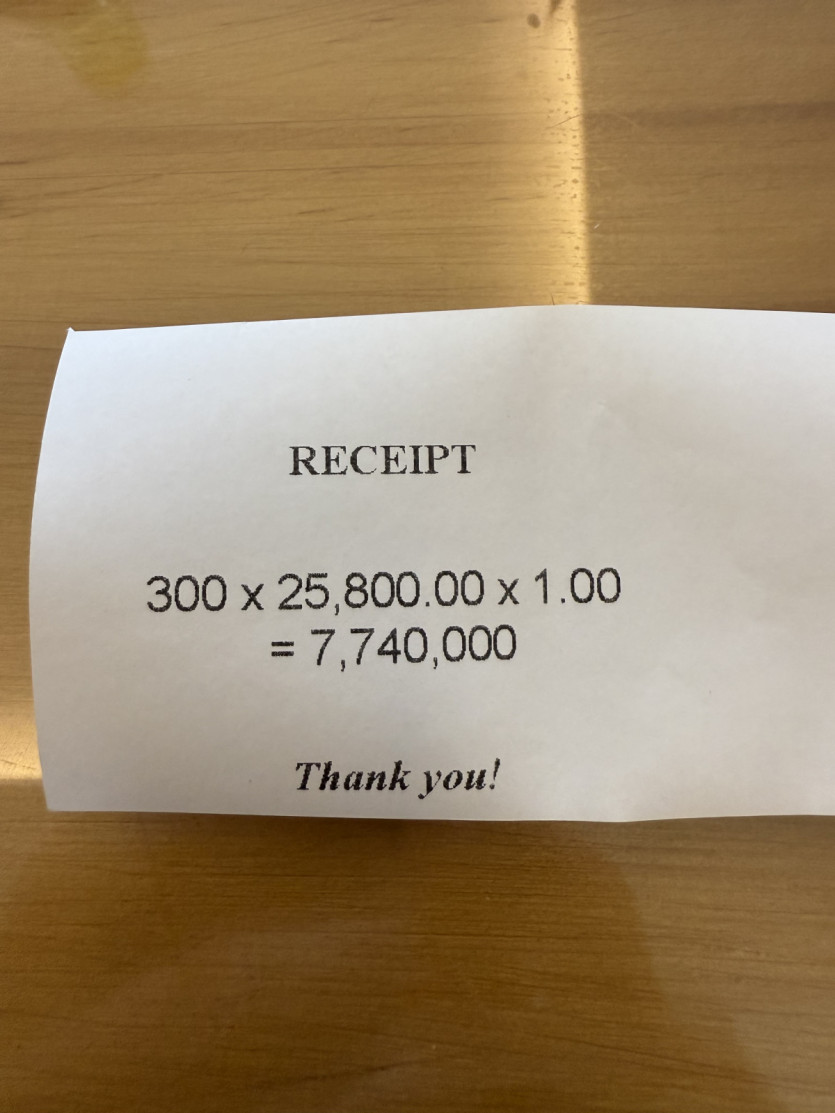 RECEIPT
300 x 25,800.00 x 1.00
= 7,740,000
Thank you!